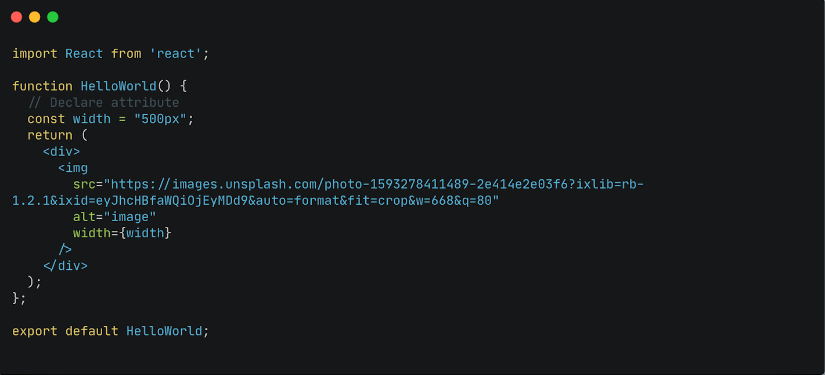 import React from 'react';
function HelloWorld() {
// Declare attribute
const width = "500px";
return (
<div>
<img
src="https://images.unsplash.com/photo-1593278411489-2e414e2e03f6?ixlib=rb-
1.2.1&ixid=eyJhcHBfaWQiOjEyMDd9&auto=format&fit=crop&w=668&q=80"
alt="image"
width={width}
/>
</div>
);
};
export default HelloWorld;